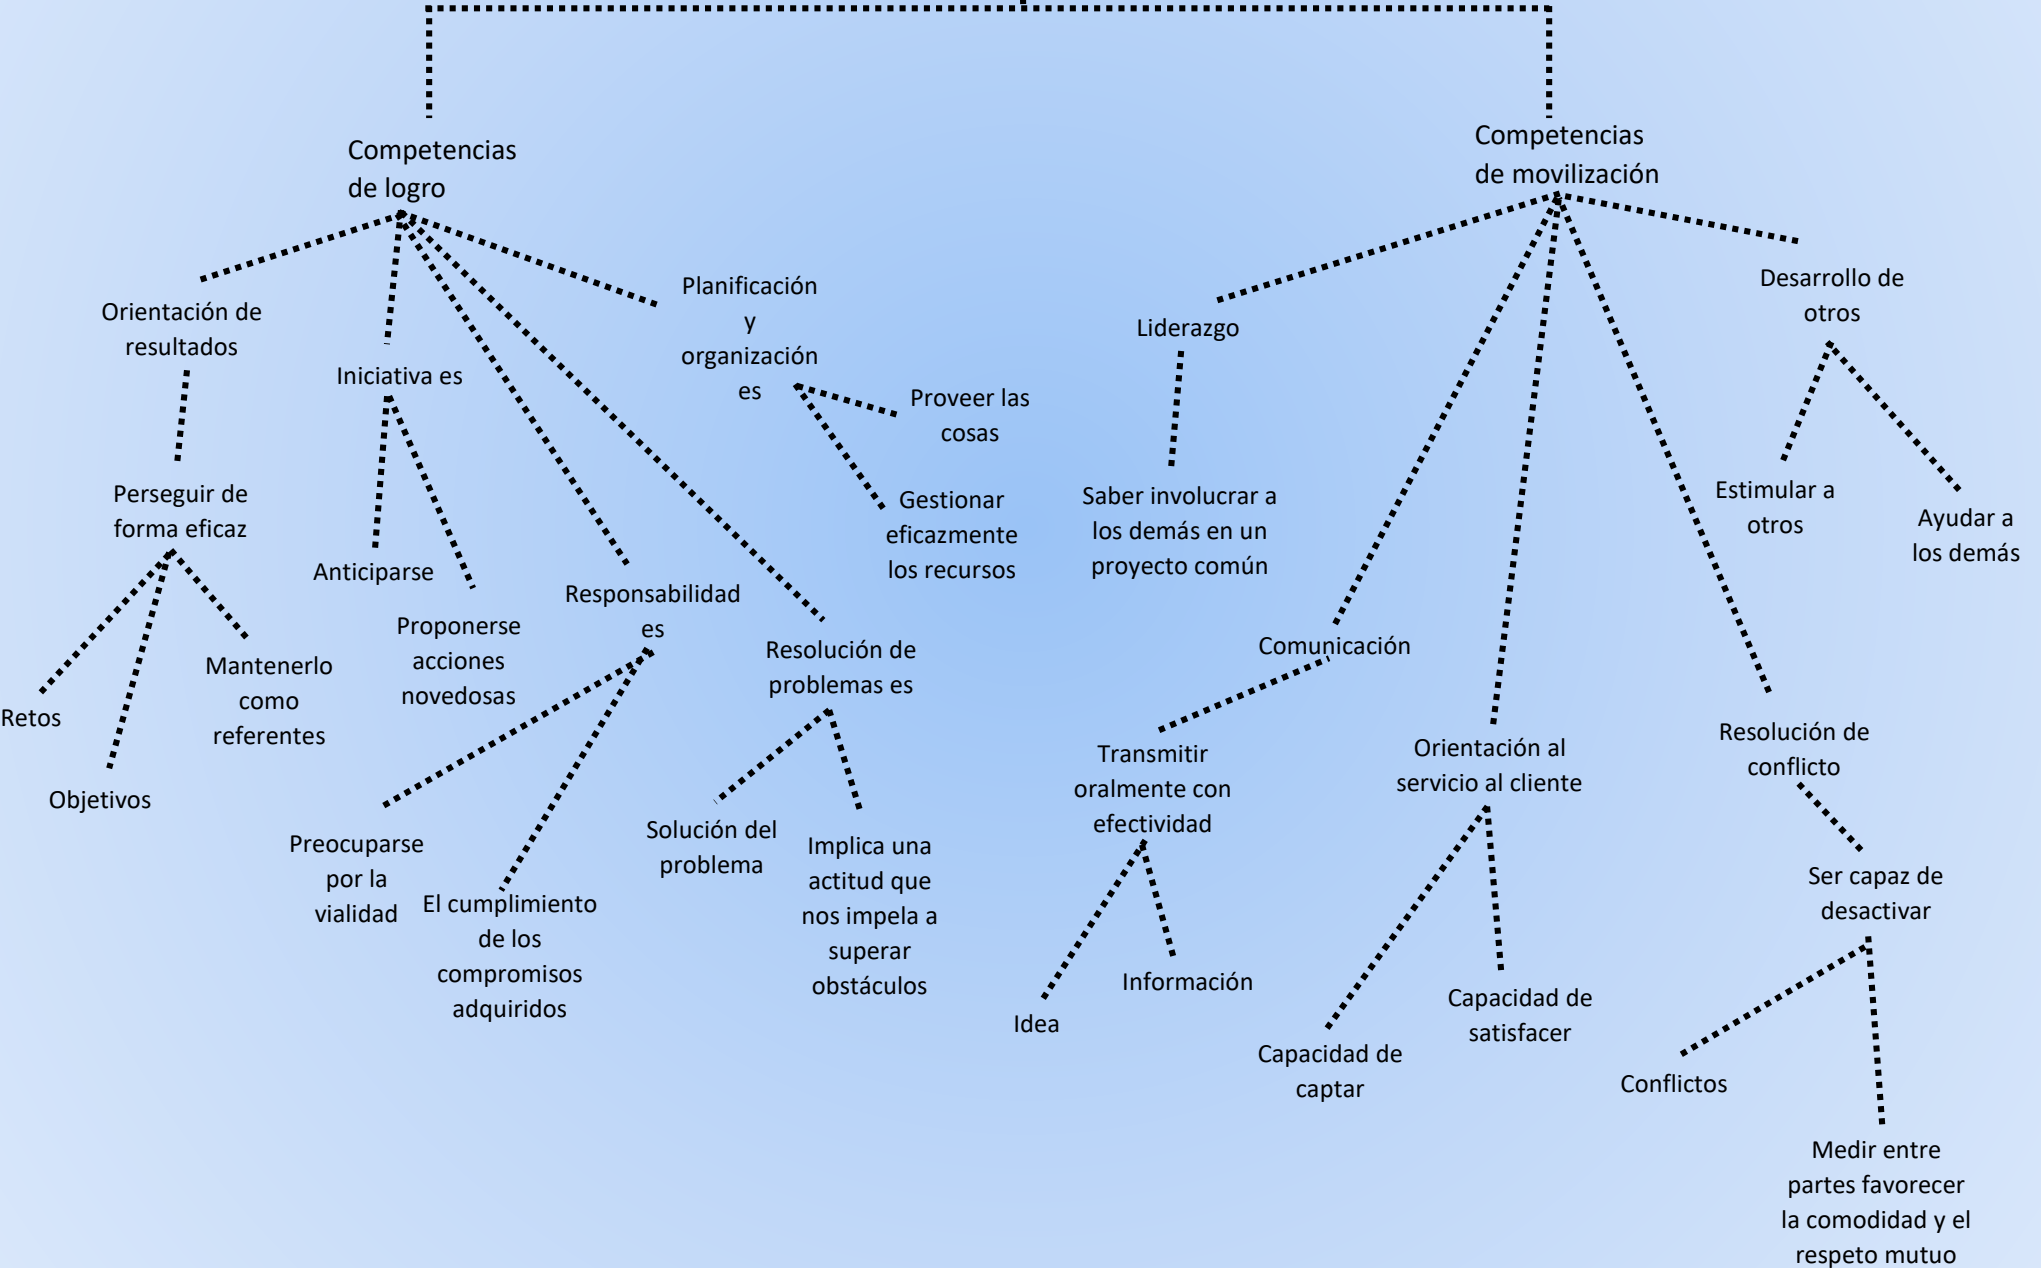 Competencias
de logro
Competencias
de movilización
Orientación de
resultados
Iniciativa es
Planificación
y
organización
es
Proveer las
cosas
Gestionar
eficazmente
los recursos
Perseguir de
forma eficaz
Retos
Objetivos
Mantenerlo
como
referentes
Anticiparse
Proponerse
acciones
novedosas
Responsabilidad
es
Preocuparse
por la
vialidad
El cumplimiento
de los
compromisos
adquiridos
Resolución de
problemas es
Solución del
problema
Implica una
actitud que
nos impela a
superar
obstáculos
Liderazgo
Saber involucrar a
los demás en un
proyecto común
Comunicación
Transmitir
oralmente con
efectividad
Idea
Información
Orientación al
servicio al cliente
Capacidad de
captar
Capacidad de
satisfacer
Desarrollo de
otros
Estimular a
otros
Ayudar a
los demás
Resolución de
conflicto
Ser capaz de
desactivar
Conflictos
Medir entre
partes favorecer
la comodidad y el
respeto mutuo